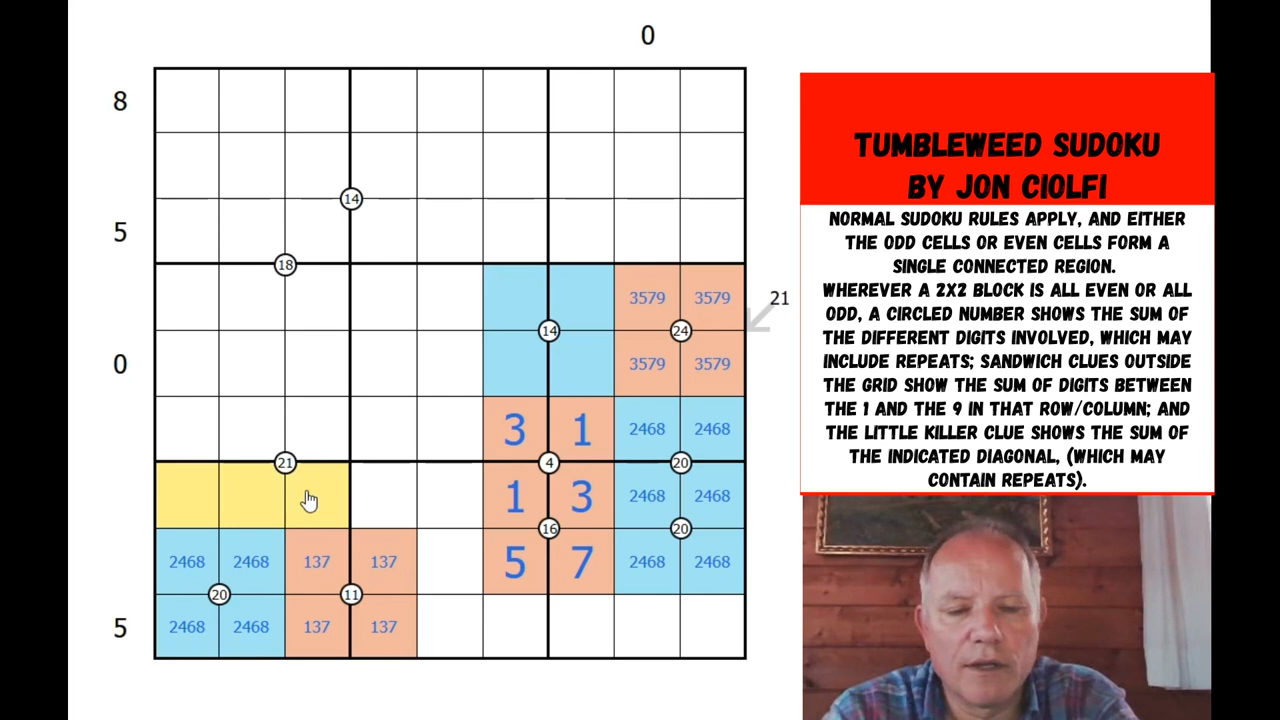 0
8
14
5
18
3579 3579
21
14
24
0
3579 3579
3 1 2468 2468
21
4
20
1 3 2468 2468
16
20
2468 2468 137 137 5 7 2468 2468
20
11
5
2468 2468 137 137
TUMBLEWEED SUDOKU
BY JON CIOLFI
NORMAL SUDOKU RULES APPLY, AND EITHER
THE ODD CELLS OR EVEN CELLS FORM A
SINGLE CONNECTED REGION.
WHEREVER A 2X2 BLOCK IS ALL EVEN OR ALL
ODD, A CIRCLED NUMBER SHOWS THE SUM OF
THE DIFFERENT DIGITS INVOLVED, WHICH MAY
INCLUDE REPEATS; SANDWICH CLUES OUTSIDE
THE GRID SHOW THE SUM OF DIGITS BETWEEN
THE 1 AND THE 9 IN THAT ROW/COLUMN; AND
THE LITTLE KILLER CLUE SHOWS THE SUM OF
THE INDICATED DIAGONAL, (WHICH MAY
CONTAIN REPEATS).